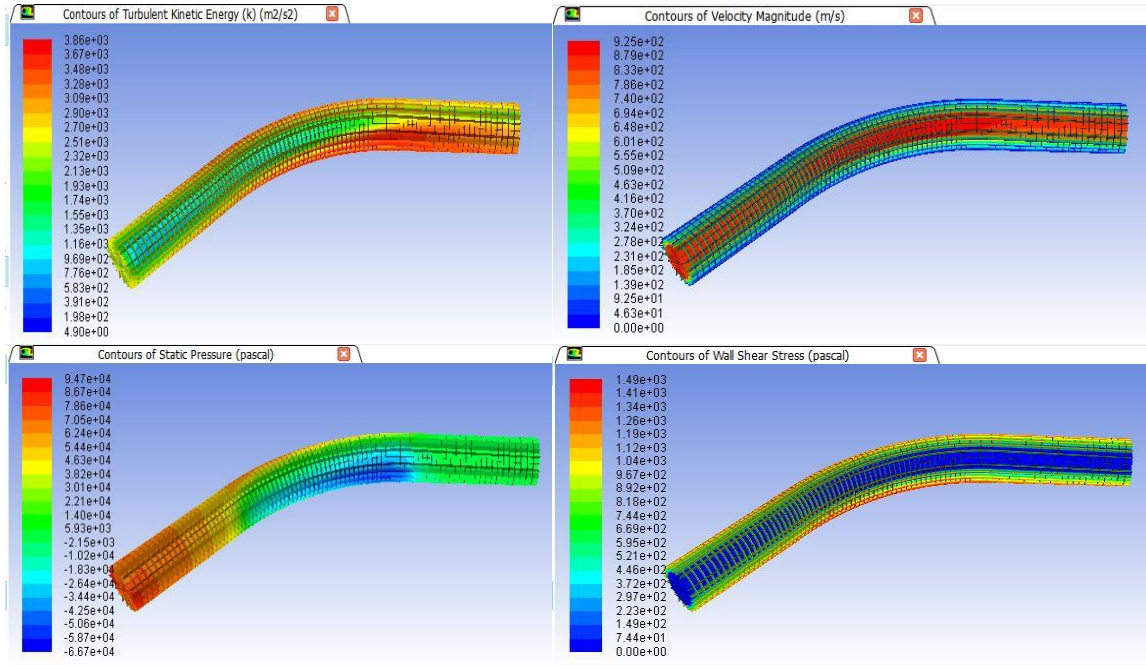 Contours of Turbulent Kinetic Energy (k) (m2/s2)
3.86e+03
3.67e+03
3.48e+03
3.28e+03
3.09e+03
2.90e+03
2.70e+03
2.51e+03
2.32e+03
2.13e+03
1.93e+03
1.74e+03
1.55e+03
1.35e+03
1.16e+03
9.69e+02
7.76e+02
5.83e+02
3.91e+02
1.98e+02
4.90e+00
Contours of Velocity Magnitude (m/s)
9.25e+02
8.79e+02
8.33e+02
7.86e+02
7.40e+02
6.94e+02
6.48e+02
6.01e+02
5.55e+02
5.09e+02
4.63e+02
4.16e+02
3.70e+02
3.24e+02
2.78e+02
2.31e+02
1.85e+02
1.39e+02
9.25e+01
4.63e+01
0.00e+00
Contours of Static Pressure (pascal)
9.47e+04
8.67e+04
7.86e+04
7.05e+04
6.24e+04
5.44e+04
4.63e+04
3.82e+04
3.01e+04
2.21e+04
1.40e+04
5.93e+03
-2.15e+03
-1.02e+04
-1.83e+04
-2.64e+04
-3.44e+04
-4.25e+04
-5.06e+04
-5.87e+04
-6.67e+04
Contours of Wall Shear Stress (pascal)
1.49e+03
1.41e+03
1.34e+03
1.26e+03
1.19e+03
1.12e+03
1.04e+03
9.67e+02
8.92e+02
8.18e+02
7.44e+02
6.69e+02
5.95e+02
5.21e+02
4.46e+02
3.72e+02
2.97e+02
2.23e+02
1.49e+02
7.44e+01
0.00e+00